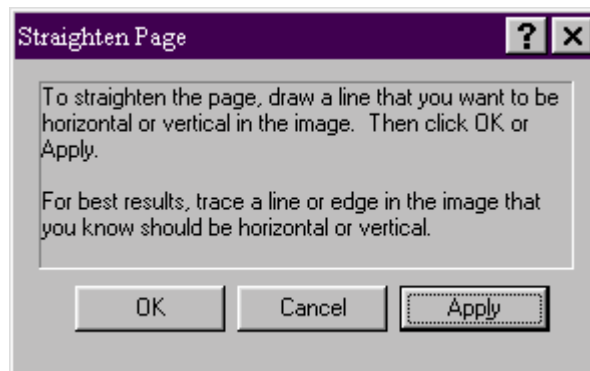 Straighten Page
To straighten the page, draw a line that you want to be
horizontal or vertical in the image.  Then click OK or
Apply.
For best results, trace a line or edge in the image that
you know should be horizontal or vertical.
OK
Cancel
Apply